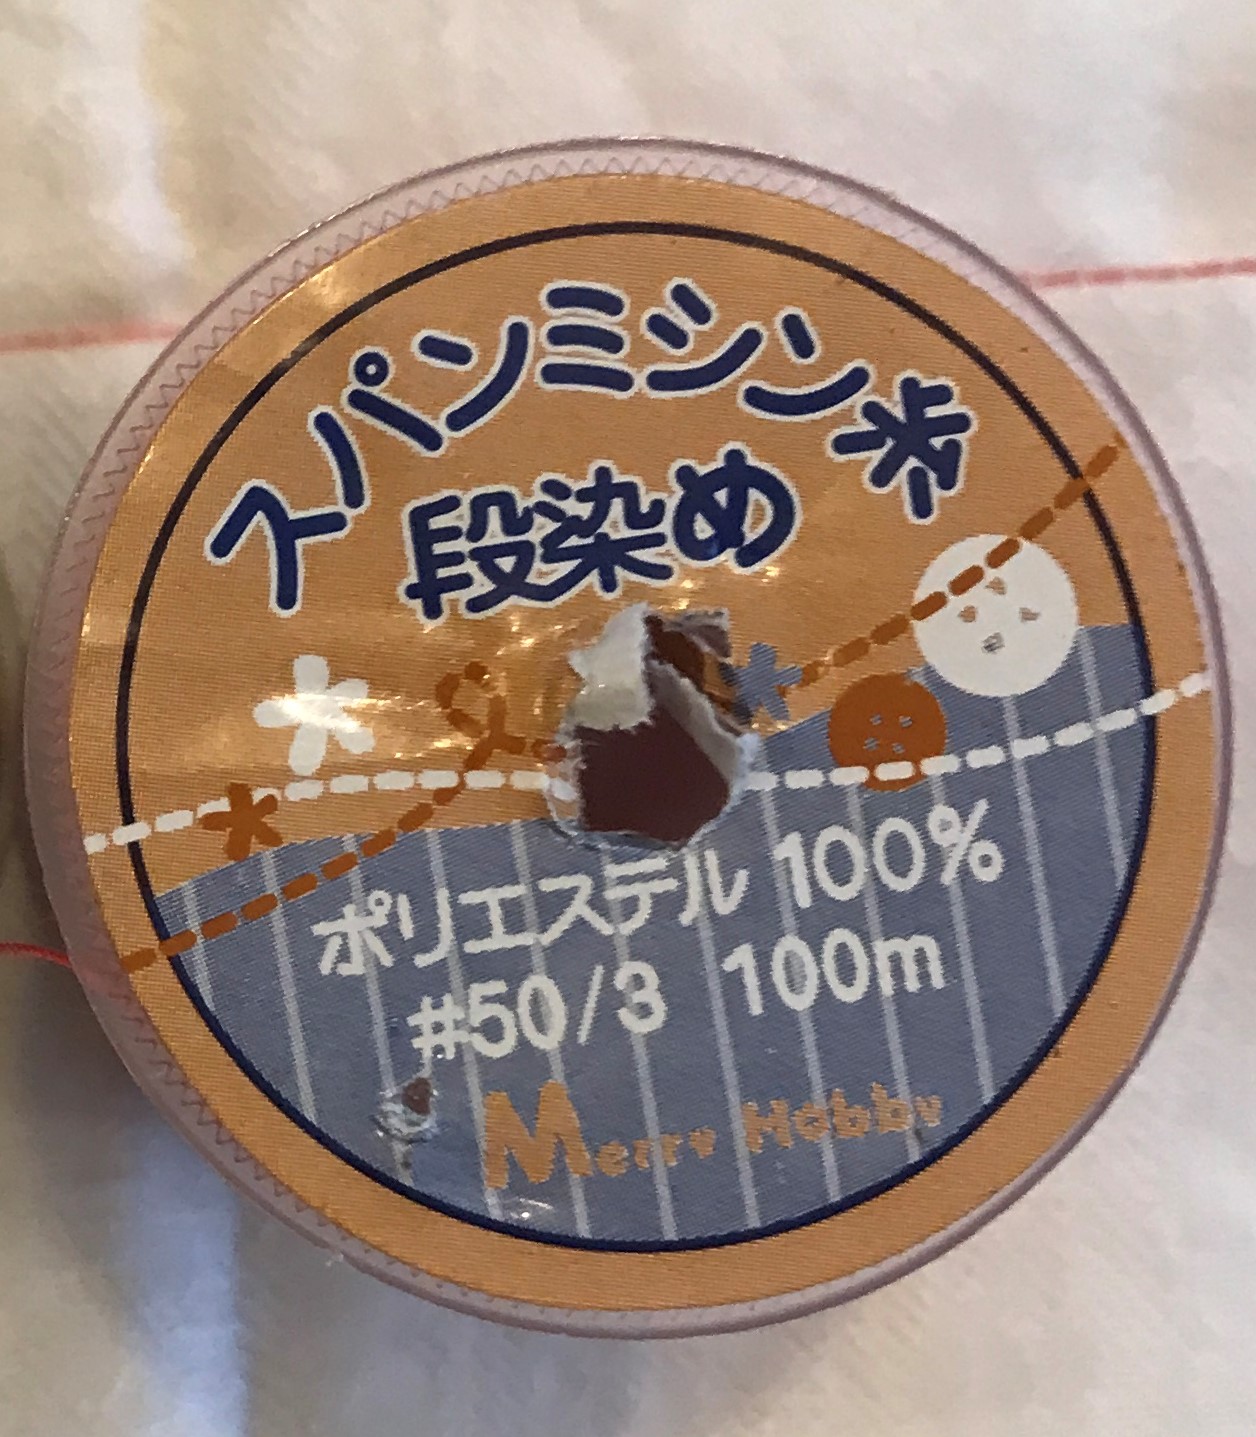 スパンミシン糸
段染め
ポリエステル 100%
#50/3 100m
Merry Hobby